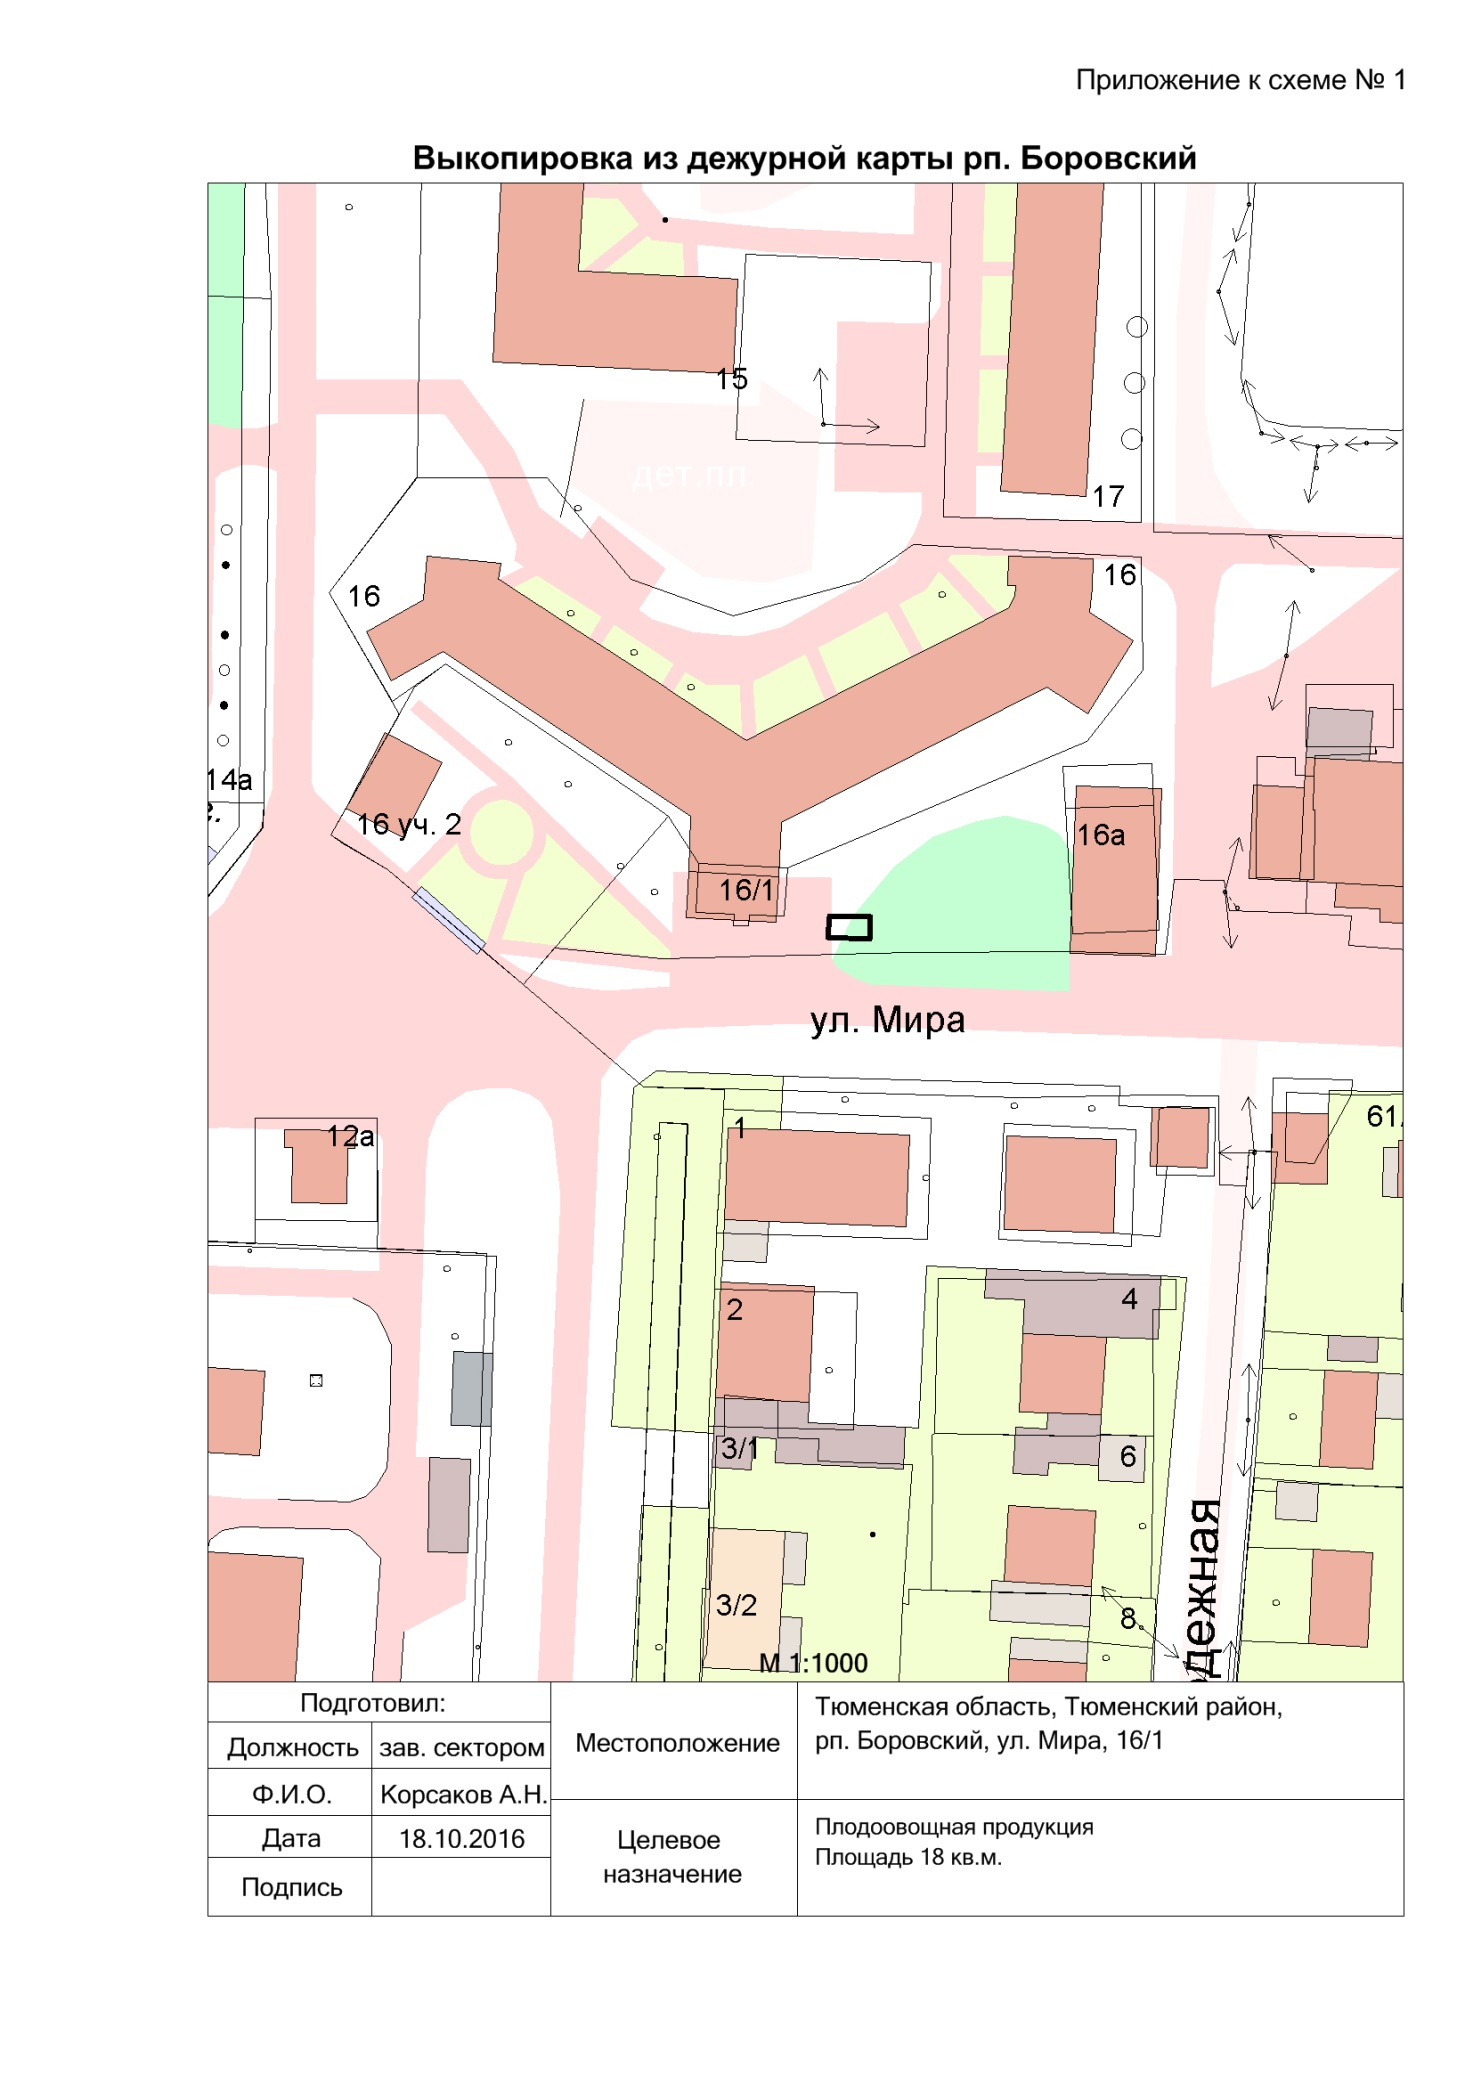 Приложение к схеме № 1
Выкопировка из дежурной карты рп. Боровский
15
дет.пл.
17
16
16
14а
16 уч. 2
16а
16/1
ул. Мира
61
12а
1
4
2
3/1
6
3/2
8
М 1:1000
Подготовил:
Должность зав. сектором
Ф.И.О. Корсаков А.Н.
Дата 18.10.2016
Подпись
Местоположение
Тюменская область, Тюменский район,
рп. Боровский, ул. Мира, 16/1
Целевое
назначение
Плодоовощная продукция
Площадь 18 кв.м.